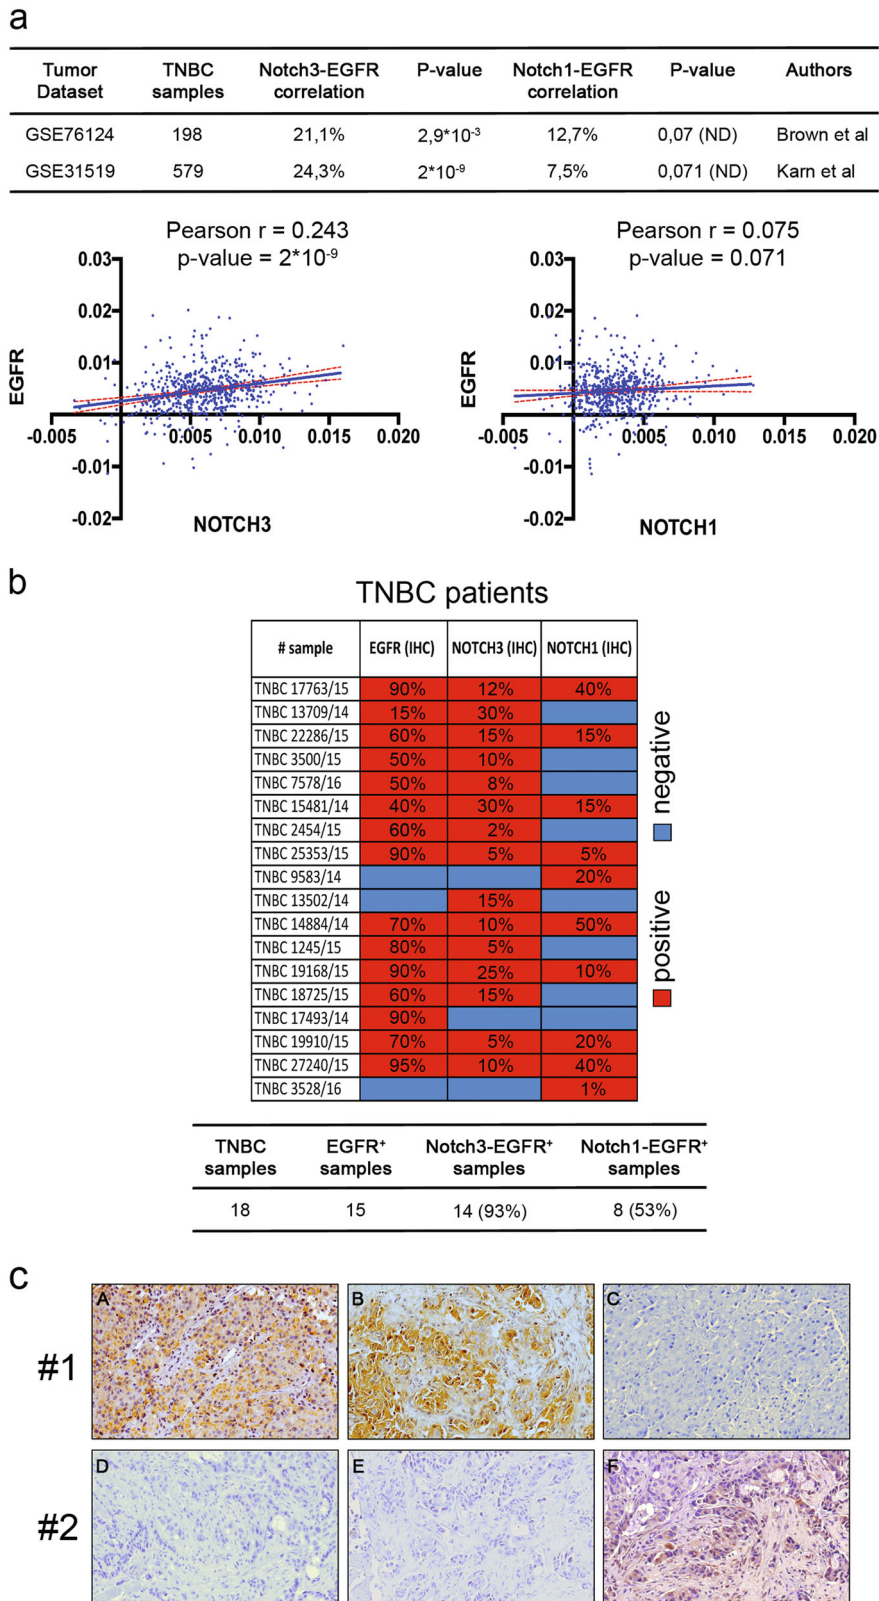 a
Tumor Dataset TNBC samples Notch3-EGFR correlation P-value Notch1-EGFR correlation P-value Authors
GSE76124 198 21,1% 2,9*10-3 12,7% 0,07 (ND) Brown et al
GSE31519 579 24,3% 2*10-9 7,5% 0,071 (ND) Karn et al
Pearson r = 0.243
p-value = 2*10-9
0.03
0.02
0.01
-0.01
-0.02
EGFR
-0.005 0.005 0.010 0.015 0.020
NOTCH3
Pearson r = 0.075
p-value = 0.071
0.03
0.02
0.01
-0.01
-0.02
EGFR
-0.005 0.005 0.010 0.015 0.020
NOTCH1
b
TNBC patients
# sample EGFR (IHC) NOTCH3 (IHC) NOTCH1 (IHC)
TNBC 17763/15 90% 12% 40%
TNBC 13709/14 15% 30%
TNBC 22286/15 60% 15% 15%
TNBC 3500/15 50% 10%
TNBC 7578/16 50% 8%
TNBC 15481/14 40% 30% 15%
TNBC 2454/15 60% 2%
TNBC 25353/15 90% 5% 5%
TNBC 9583/14 20%
TNBC 13502/14 15%
TNBC 14884/14 70% 10% 50%
TNBC 1245/15 80% 5%
TNBC 19168/15 90% 25% 10%
TNBC 18725/15 60% 15%
TNBC 17493/14 90%
TNBC 19910/15 70% 5% 20%
TNBC 27240/15 95% 10% 40%
TNBC 3528/16 1%
negative
positive
TNBC samples EGFR+ samples Notch3-EGFR+ samples Notch1-EGFR+ samples
18 15 14 (93%) 8 (53%)
c
#1
A B C
#2
D E F